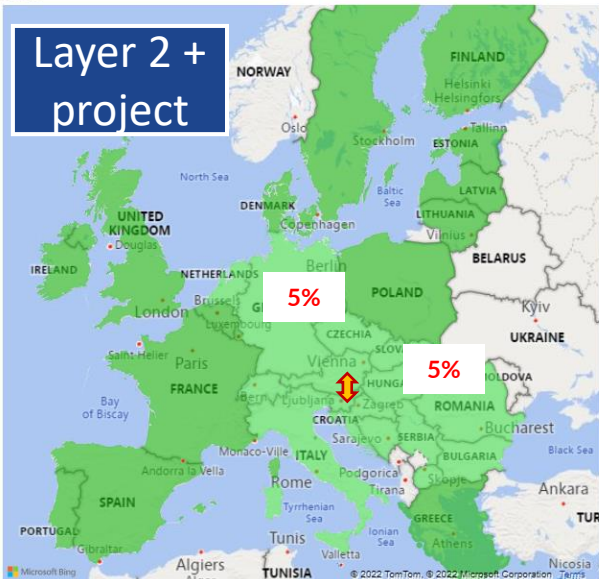 Layer 2 +
project
NORWAY
FINLAND
Helsinki
Helsingfors
Oslo
Stockholm
Tallinn
ESTONIA
North Sea
Baltic
Sea
LATVIA
DENMARK
Copenhagen
LITHUANIA
Vilnius
UNITED
KINGDOM
Douglas
BELARUS
IRELAND
NETHERLANDS
Berlin
POLAND
London
Brussels
5%
Kyiv
Luxembourg
CZECHIA
UKRAINE
Saint Helier
Paris
Vienna
5%
FRANCE
Bern
Ljubljana
Zagreb
Bay
of Biscay
CROATIA
ROMANIA
Bucharest
Monaco-Ville
ITALY
Sarajevo
SERBIA
Black Sea
Andorra la Vella
BULGARIA
Rome
Podgorica
Skopje
Tirana
Ankara
SPAIN
Tyrrhenian
Sea
TUR
PORTUGAL
Ionian
Sea
GREECE
Athens
Gibraltar
Tunis
Valletta
Nicosia
Algiers
TUNISIA
Microsoft Bing
© 2022 TomTom, © 2022 Microsoft Corporation Terms